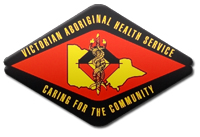 VICTORIAN ABORIGINAL HEALTH SERVICE
CARING FOR THE COMMUNITY